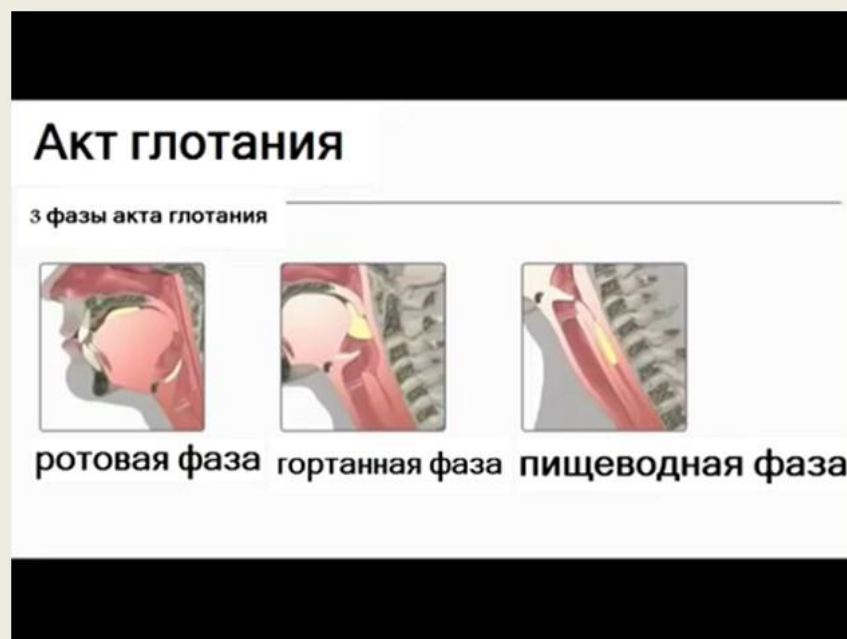 Акт глотания
3 фазы акта глотания
ротовая фаза гортанная фаза пищеводная фаза